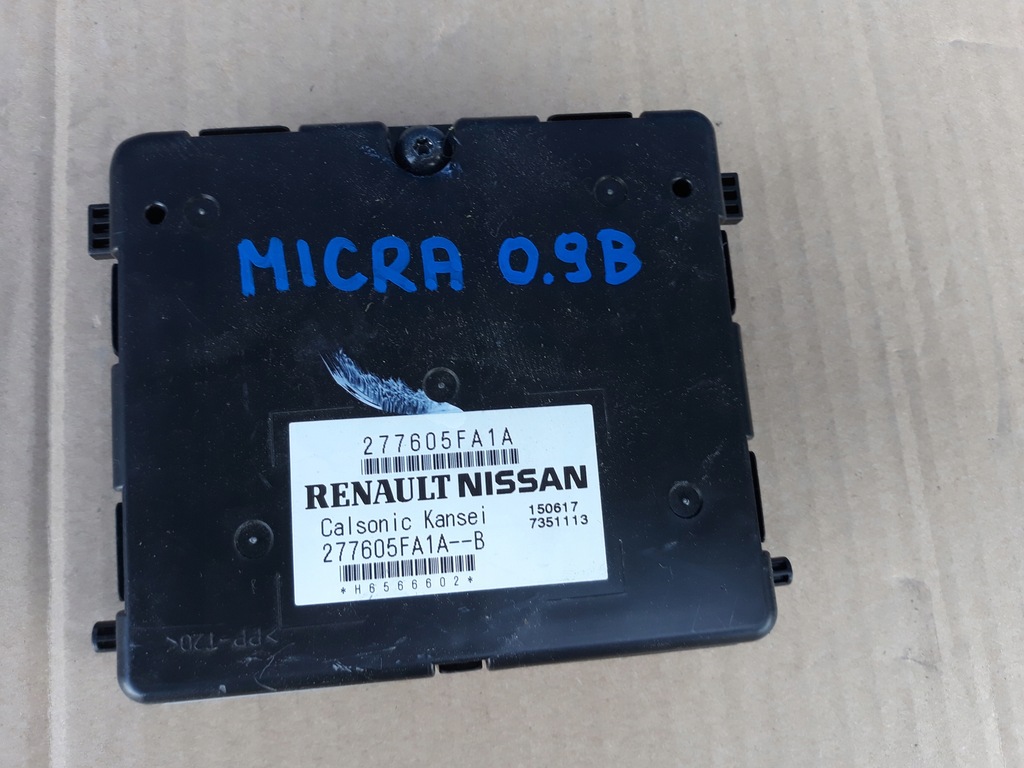 MICRA 0.9B
277605FA1A
RENAULT NISSAN
Calsonic Kansei 150617
7351113
277605FA1A--B
*H6566602*
>PP-T20<